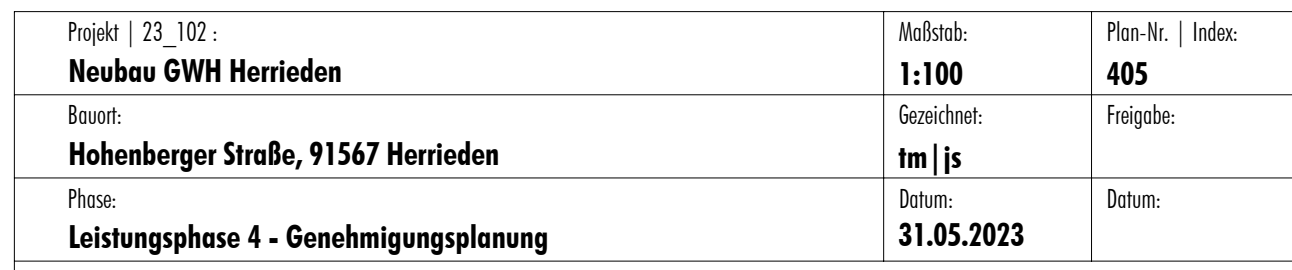 Projekt | 23_102 : Maßstab: Plan-Nr. | Index:
Neubau GWH Herrieden 1:100 405
Bauort: Gezeichnet: Freigabe:
Hohenberger Straße, 91567 Herrieden tm|js
Phase: Datum: Datum:
Leistungsphase 4 - Genehmigungsplanung 31.05.2023